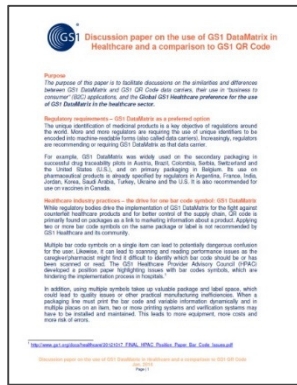 GS1
Discussion paper on the use of GS1 DataMatrix in
Healthcare and a comparison to GS1 QR Code
Purpose
The purpose of this paper is to facilitate discussions on the similarities and differences
between GS1 DataMatrix and GS1 QR Code data carriers, their use in "business to
consumer" (B2C) applications, and the Global GS1 Healthcare preference for the use
of GS1 DataMatrix in the healthcare sector.
Regulatory requirements – GS1 DataMatrix as a preferred option
The unique identification of medicinal products is a key objective of regulations around
the world. More and more regulators are requiring the use of unique identifiers to be
encoded into machine readable forms (also called data carriers). Increasingly, regulators
are recommending or requiring GS1 DataMatrix as that data carrier.
For example, GS1 DataMatrix was widely used on the secondary packaging in
successful drug traceability pilots in Austria, Brazil, Colombia, Serbia, Switzerland and
the United States (U.S.), and on primary packaging in Belgium. Its use on
pharmaceutical products is already specified by regulators in Argentina, France, India,
Jordan, Korea, Saudi Arabia, Turkey, Ukraine and the U.S. It is also recommended for
use on vaccines in Canada.
Healthcare industry practices – the drive for one bar code symbol: GS1 DataMatrix
While regulatory bodies drive the implementation of GS1 DataMatrix for the fight against
counterfeit healthcare products and for better control of the supply chain, QR code is
primarily found on packages as a link to marketing information about a product. Applying
two or more bar code symbols on the same package or label is not recommended by
GS1 Healthcare and its community.
Multiple bar code symbols on a single item can lead to potentially dangerous confusion
for the user. Likewise, it can lead to scanning and reading performance issues as the
caregiver/pharmacist might find it difficult to identify which bar code should be or has
been scanned or read. The GS1 Healthcare Provider Advisory Council (HPAC)
developed a position paper highlighting issues with bar codes symbols, which are
hindering the implementation process in hospitals.
In addition, using multiple symbols takes up valuable package and label space, which
could lead to quality issues or other practical manufacturing inefficiencies. When a
packaging line must print the bar code and variable information dynamically and in
multiple places on an item, two or more printing systems and verification systems may
have to be installed and maintained. This leads to more equipment, more costs and
more risk of errors.
Discussion paper on the use of GS1 DataMatrix in Healthcare and a comparison to GS1 QR Code
Page | 1